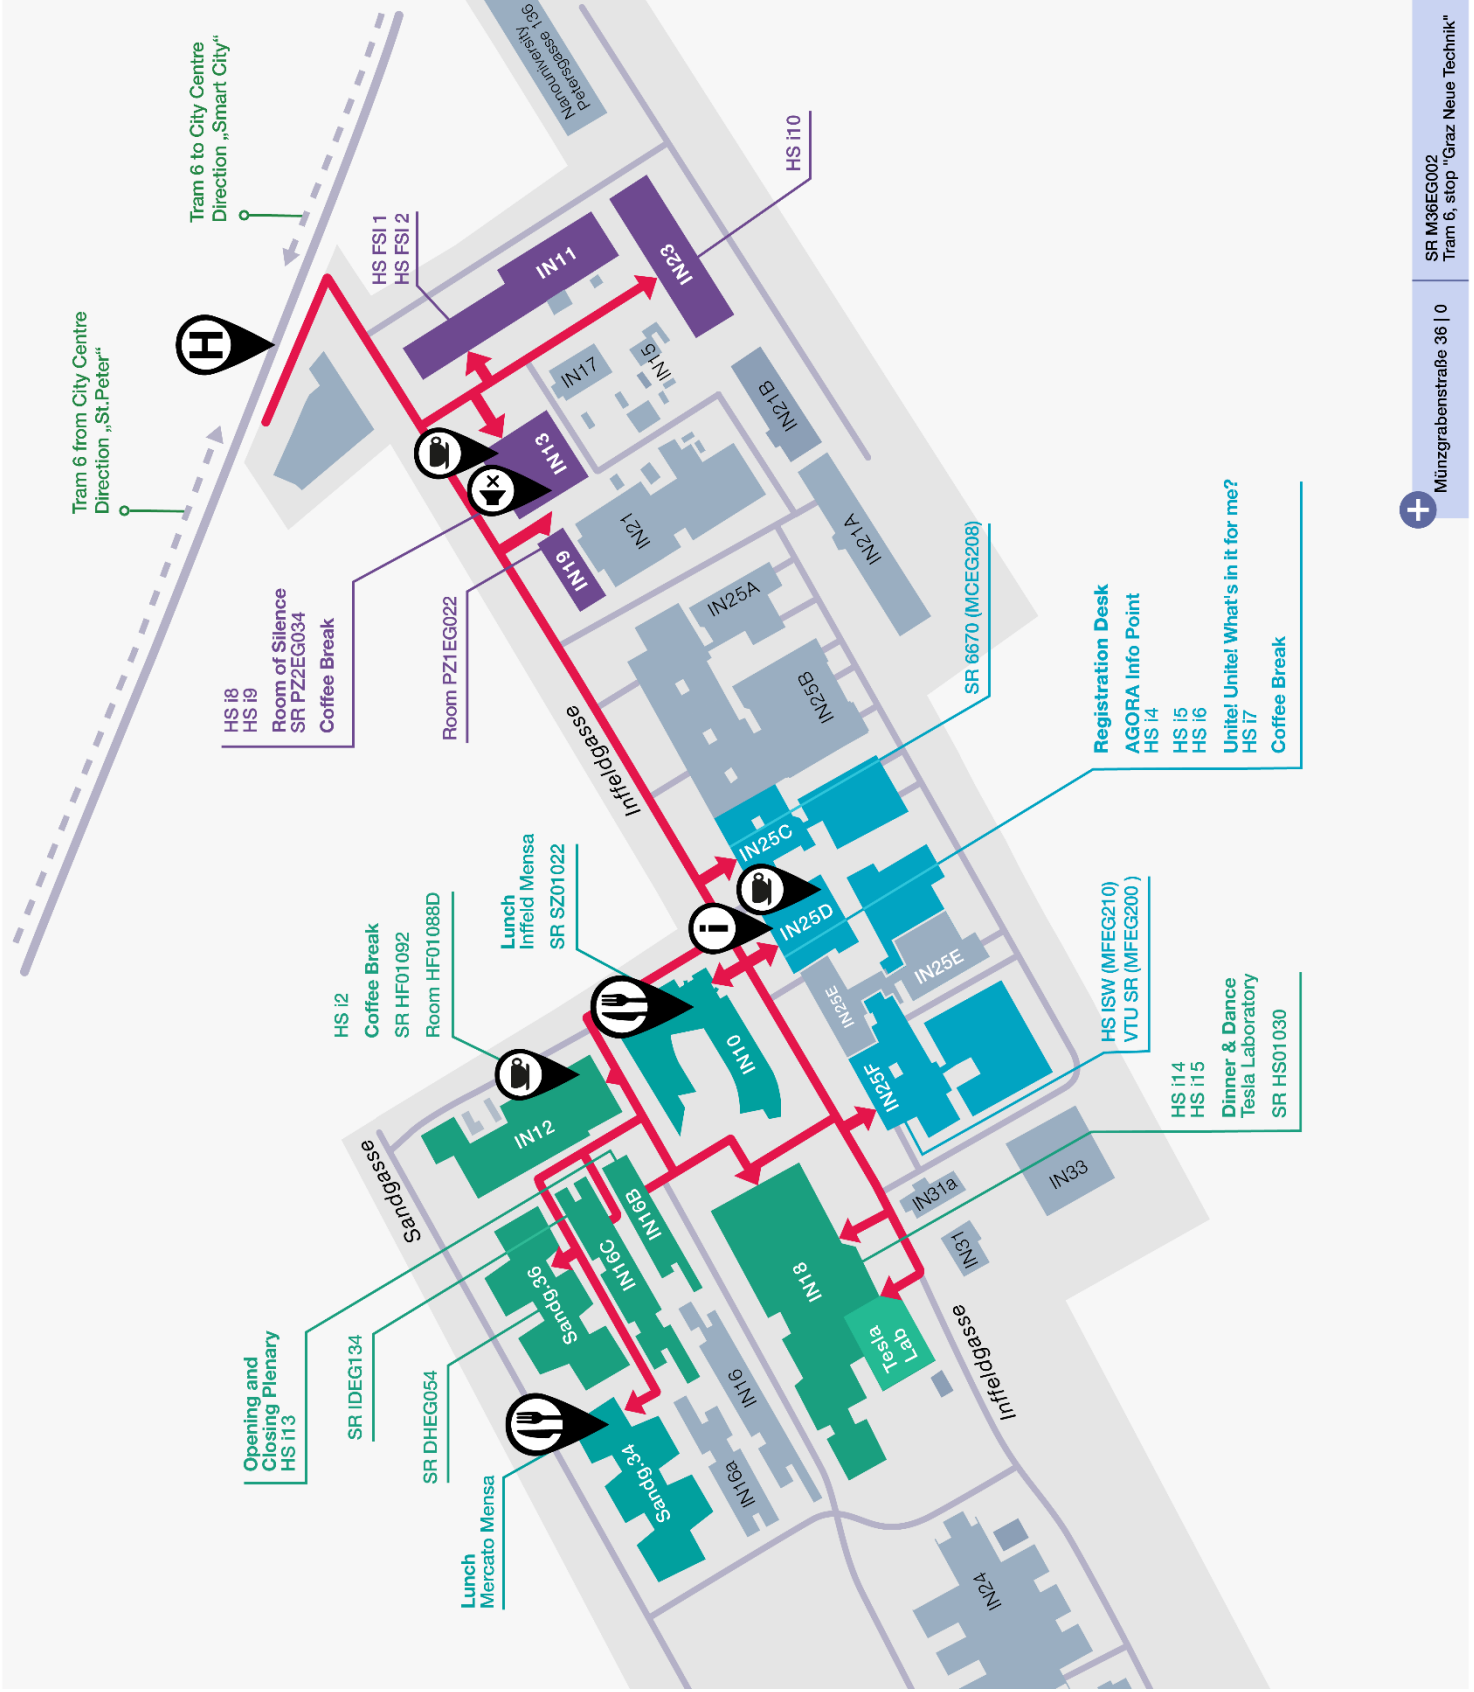 Tram 6 from City Centre
Direction „St.Peter“
Tram 6 to City Centre
Direction „Smart City“
H
HS FSI 1
HS FSI 2
HS i10
Nanouniversity
Petersgasse 136
IN11
IN23
IN13
IN17
IN15
IN19
IN21
IN21B
IN21A
HS i8
HS i9
Room of Silence
SR PZ2EG034
Coffee Break
Room PZ1EG022
Inffeldgasse
IN25A
IN25B
IN25C
IN25D
IN25E
IN25E
IN25F
SR 6670 (MCEG208)
Registration Desk
AGORA Info Point
HS i4
HS i5
HS i6
Unite! Unite! What's in it for me?
HS i7
Coffee Break
Lunch
Inffeld Mensa
SR SZ01022
HS i2
Coffee Break
SR HF01092
Room HF01088D
i
IN10
IN12
Sandgasse
HS ISW (MFEG210)
VTU SR (MFEG200 )
HS i14
HS i15
Dinner & Dance
Tesla Laboratory
SR HS01030
IN33
IN31a
IN31
IN16B
IN16C
Sandg.36
IN18
Tesla
Lab
Inffeldgasse
Opening and
Closing Plenary
HS i13
SR IDEG134
SR DHEG054
Lunch
Mercato Mensa
Sandg.34
IN16
IN16a
IN24
Münzgrabenstraße 36 | 0
SR M36EG002
Tram 6, stop "Graz Neue Technik"